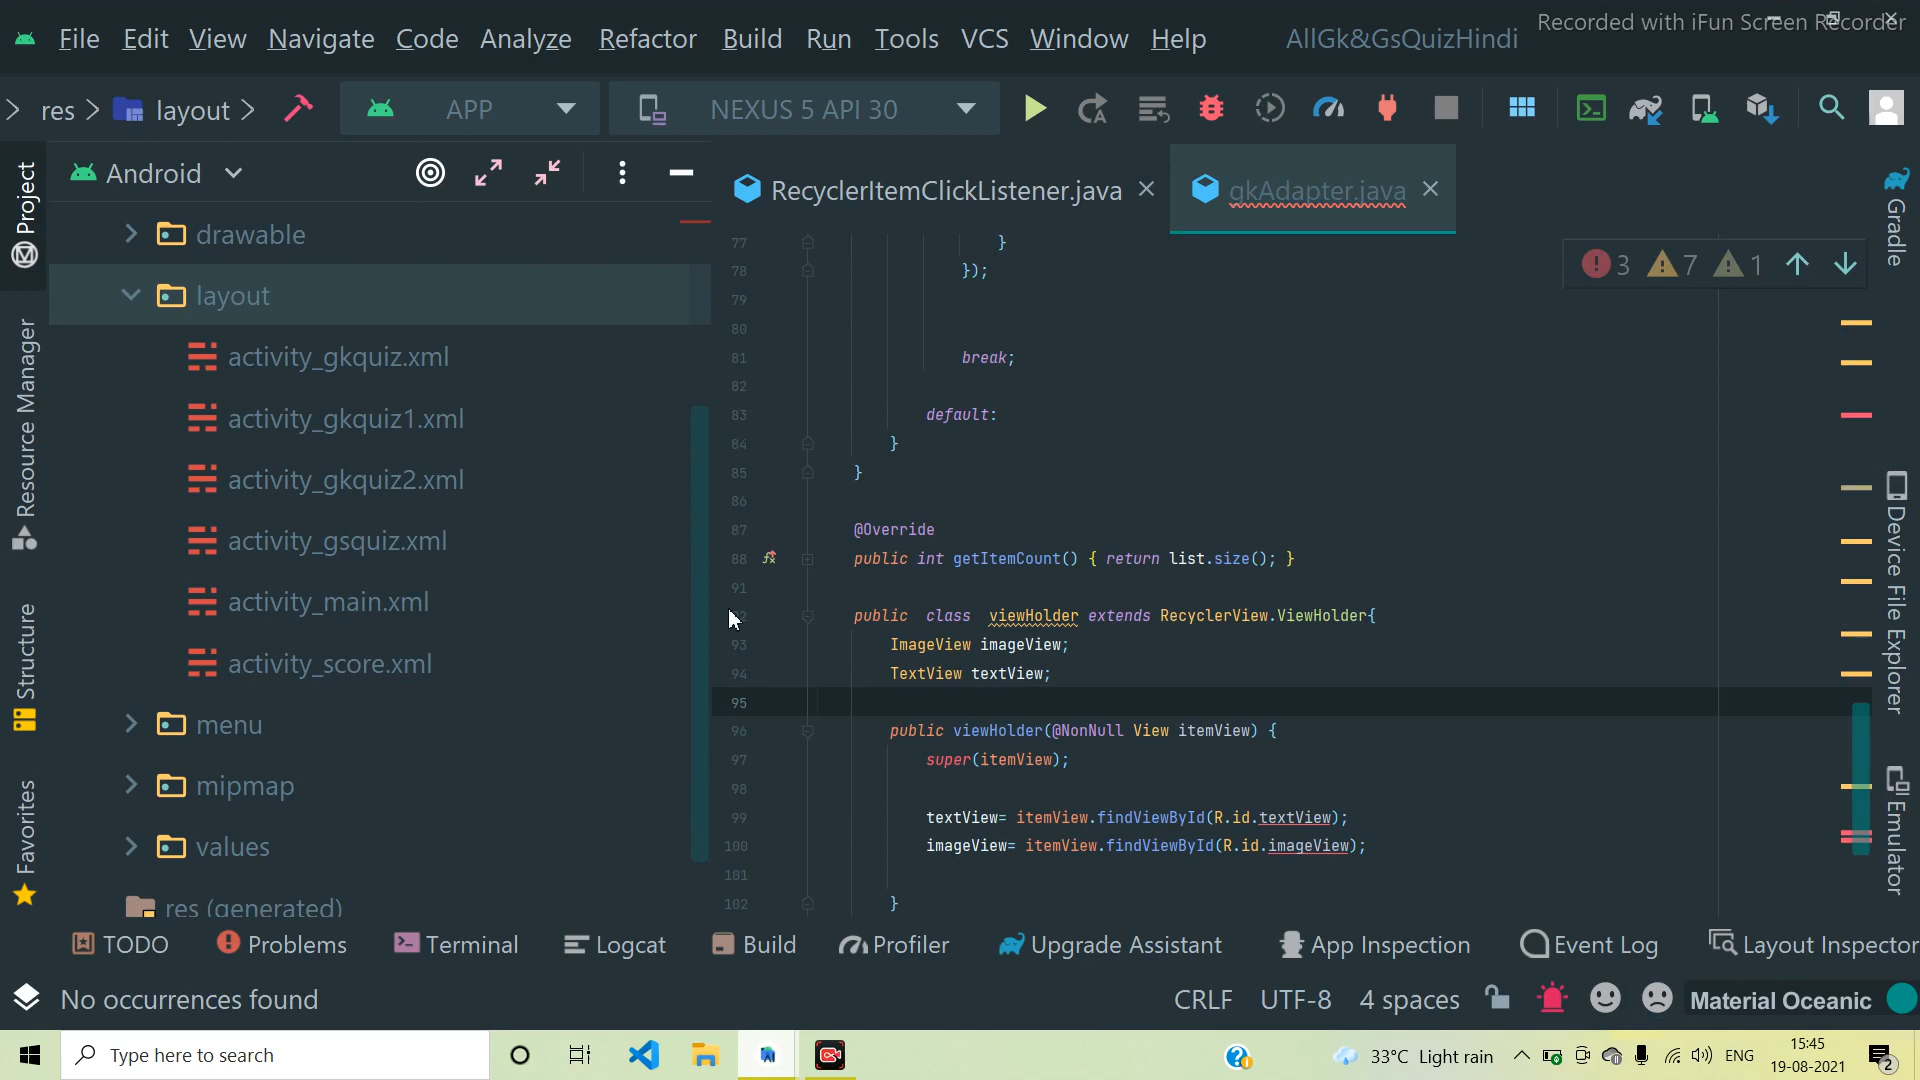 File Edit View Navigate Code Analyze Refactor Build Run Tools VCS Window Help AllGk&GsQuizHindi Recorded with iFun Screen Recorder
res layout APP NEXUS 5 API 30
Project
Resource Manager
Structure
Favorites
Android
drawable
layout
activity_gkquiz.xml
activity_gkquiz1.xml
activity_gkquiz2.xml
activity_gsquiz.xml
activity_main.xml
activity_score.xml
menu
mipmap
values
res (generated)
RecyclerItemClickListener.java gkAdapter.java
3 7 1
77 }
78 });
79
80
81 break;
82
83 default:
84 }
85 }
86
87 @Override
88 public int getItemCount() { return list.size(); }
91
public class viewHolder extends RecyclerView.ViewHolder{
93 ImageView imageView;
94 TextView textView;
95
96 public viewHolder(@NonNull View itemView) {
97 super(itemView);
98
99 textView= itemView.findViewById(R.id.textView);
100 imageView= itemView.findViewById(R.id.imageView);
101
102 }
Gradle
Device File Explorer
Emulator
TODO Problems Terminal Logcat Build Profiler Upgrade Assistant App Inspection Event Log Layout Inspector
No occurrences found CRLF UTF-8 4 spaces Material Oceanic
Type here to search 33°C Light rain ENG 15:45
19-08-2021 2